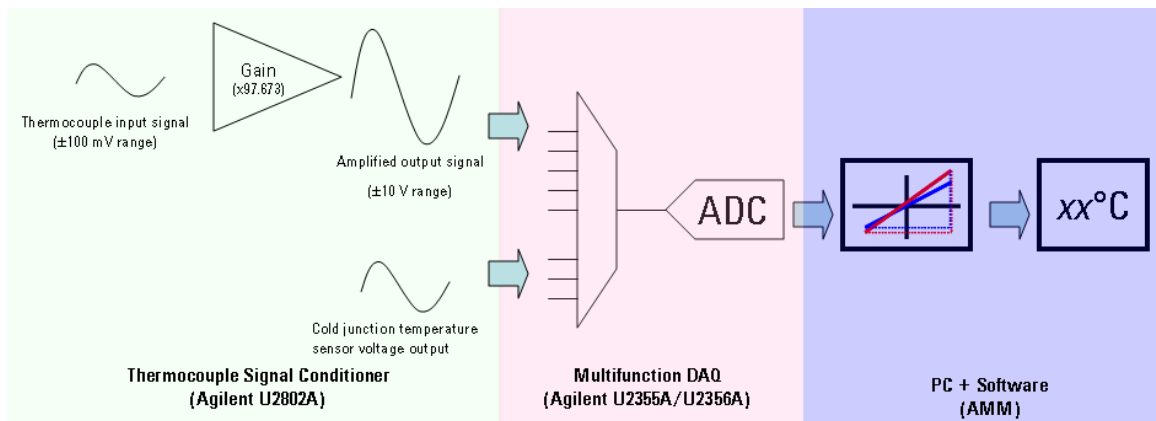 Gain
(x97.673)
Thermocouple input signal
(±100 mV range)
Amplified output signal
(±10 V range)
Cold junction temperature
sensor voltage output
Thermocouple Signal Conditioner
(Agilent U2802A)
ADC
Multifunction DAQ
(Agilent U2355A/U2356A)
xx°C
PC + Software
(AMM)